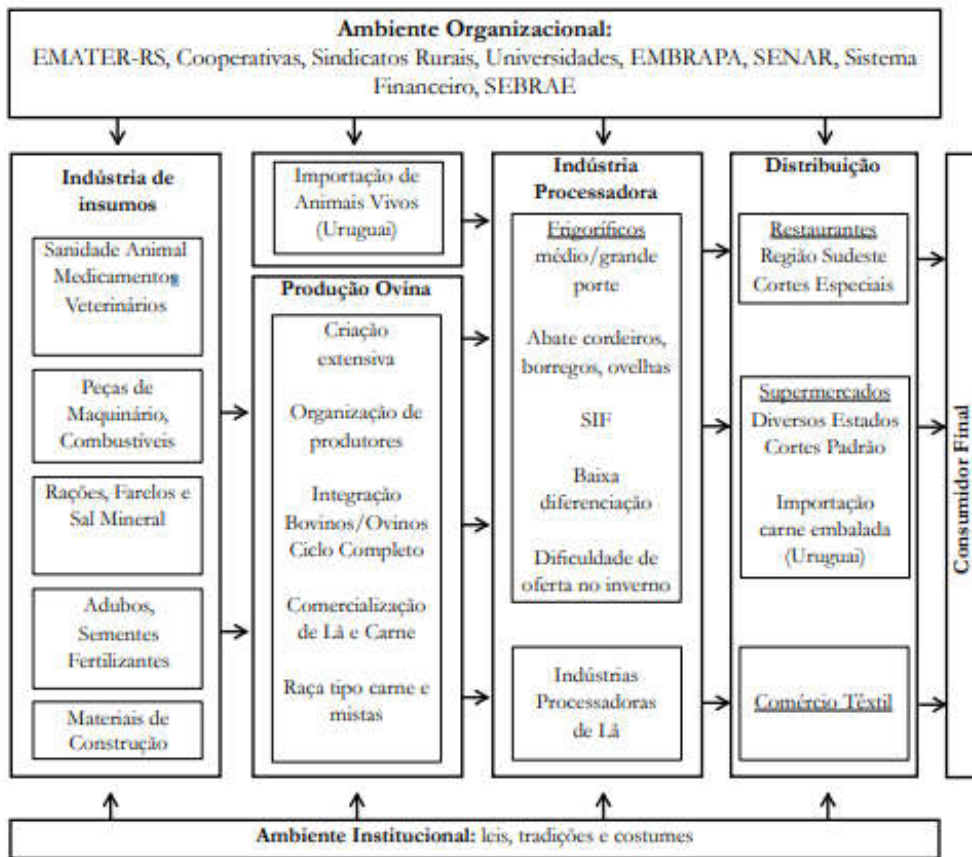 Ambiente Organizacional:
EMATER-RS, Cooperativas, Sindicatos Rurais, Universidades, EMBRAPA, SENAR, Sistema
Financeiro, SEBRAE
Indústria de
insumos
Sanidade Animal
Medicamentos
Veterinários
Peças de
Maquinário,
Combustíveis
Rações, Farelos e
Sal Mineral
Adubos,
Sementes
Fertilizantes
Materiais de
Construção
Importação de
Animais Vivos
(Uruguai)
Produção Ovina
Criação
extensiva
Organização de
produtores
Integração
Bovinos/Ovinos
Ciclo Completo
Comercialização
de Lã e Carne
Raça tipo carne e
mistas
Indústria
Processadora
Frigoríficos
médio/grande
porte
Abate cordeiros,
borregos, ovelhas
SIF
Baixa
diferenciação
Dificuldade de
oferta no inverno
Indústrias
Processadoras
de Lã
Distribuição
Restaurantes
Região Sudeste
Cortes Especiais
Supermercados
Diversos Estados
Cortes Padrão
Importação
carne embalada
(Uruguai)
Comércio Têxtil
Consumidor Final
Ambiente Institucional: leis, tradições e costumes